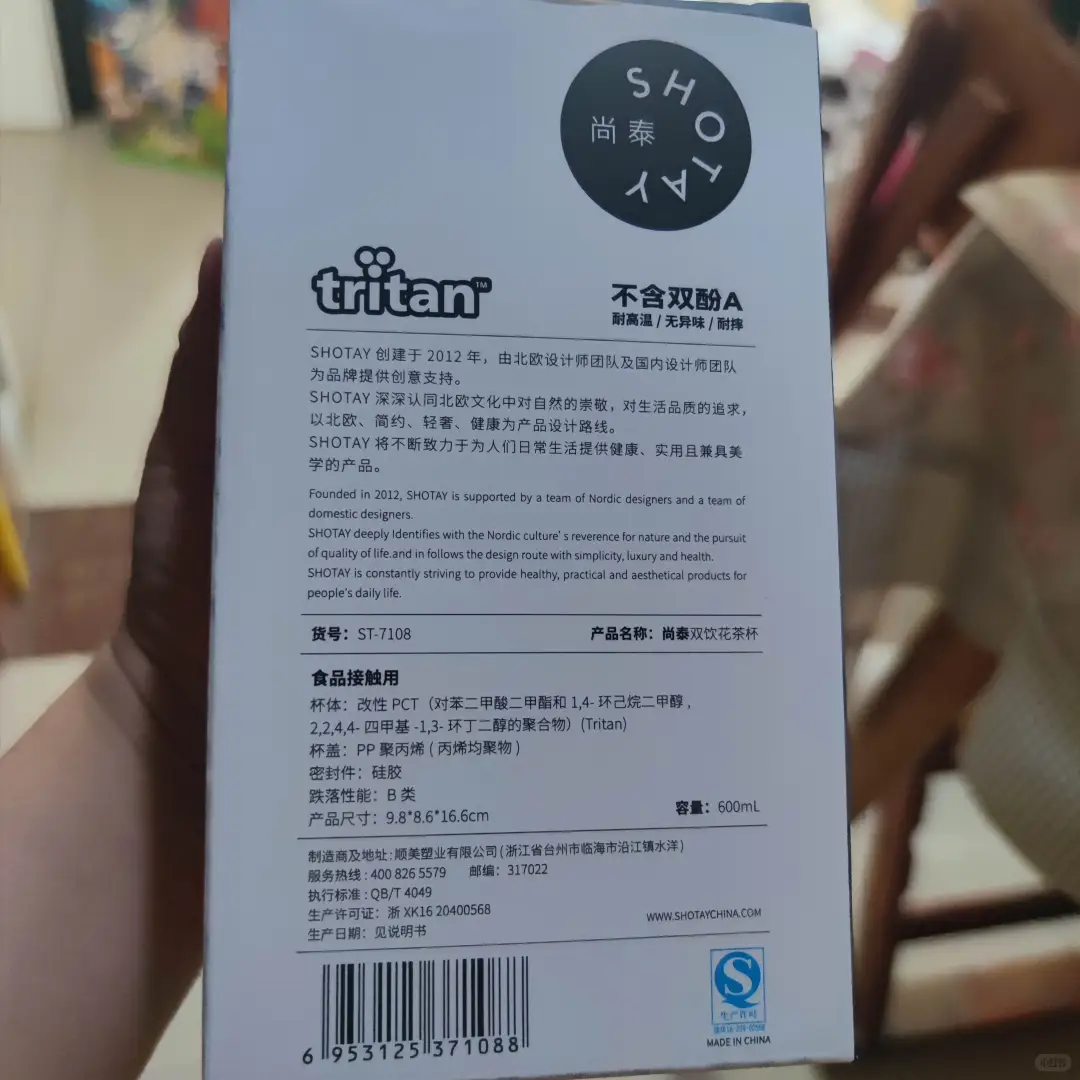 SHOTAY
尚泰
tritan™
不含双酚A
耐高温 / 无异味 / 耐摔
SHOTAY 创建于 2012 年，由北欧设计师团队及国内设计师团队
为品牌提供创意支持。
SHOTAY 深深认同北欧文化中对自然的崇敬，对生活品质的追求，
以北欧、简约、轻奢、健康为产品设计路线。
SHOTAY 将不断致力于为人们日常生活提供健康、实用且兼具美
学的产品。
Founded in 2012, SHOTAY is supported by a team of Nordic designers and a team of
domestic designers.
SHOTAY deeply Identifies with the Nordic culture' s reverence for nature and the pursuit
of quality of life.and in follows the design route with simplicity, luxury and health.
SHOTAY is constantly striving to provide healthy, practical and aesthetical products for
people's daily life.
货号：ST-7108 产品名称：尚泰双饮花茶杯
食品接触用
杯体：改性 PCT（对苯二甲酸二甲酯和 1,4- 环己烷二甲醇，
2,2,4,4- 四甲基 -1,3- 环丁二醇的聚合物）(Tritan)
杯盖：PP 聚丙烯 ( 丙烯均聚物 )
密封件：硅胶
跌落性能：B 类
产品尺寸：9.8*8.6*16.6cm 容量：600mL
制造商及地址：顺美塑业有限公司 ( 浙江省台州市临海市沿江镇水洋 )
服务热线：400 826 5579 邮编：317022
执行标准：QB/T 4049
生产许可证：浙 XK16 20400568
生产日期：见说明书
WWW.SHOTAYCHINA.COM
6 953125 371088
生产许可
MADE IN CHINA
小红书